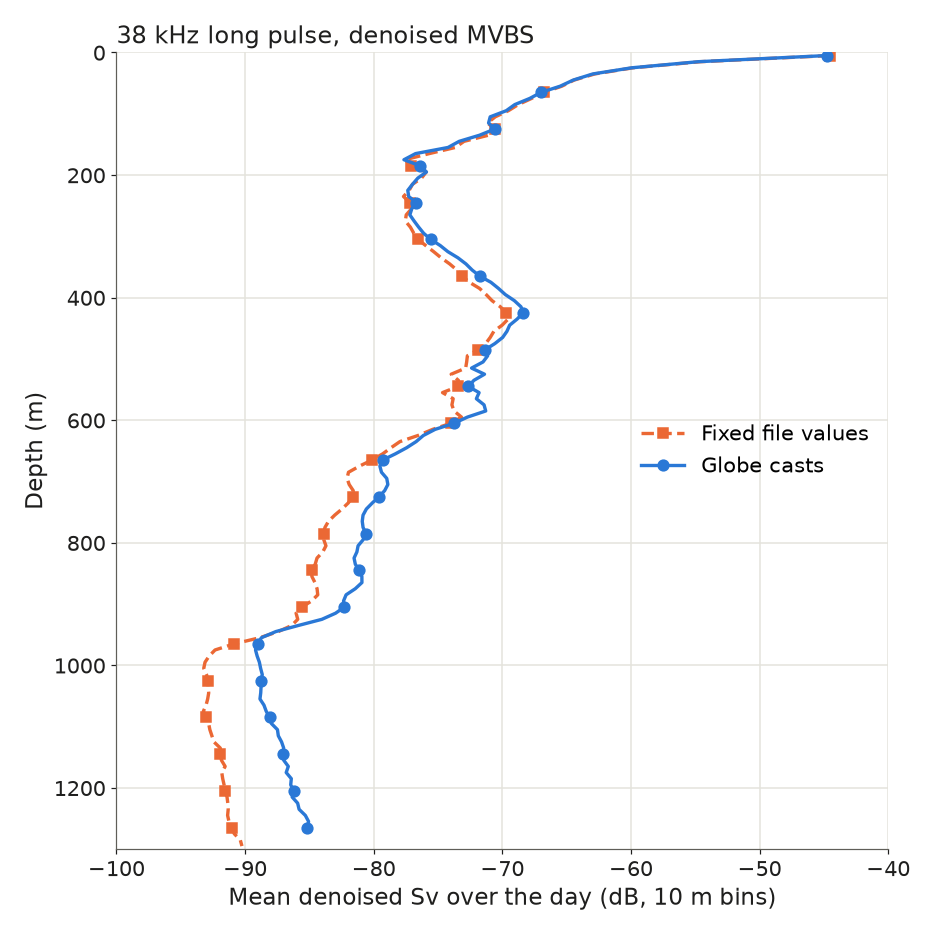 38 kHz long pulse, denoised MVBS
0
200
400
600
800
1000
1200
Depth (m)
Fixed file values
Globe casts
−100
−90
−80
−70
−60
−50
−40
Mean denoised Sv over the day (dB, 10 m bins)